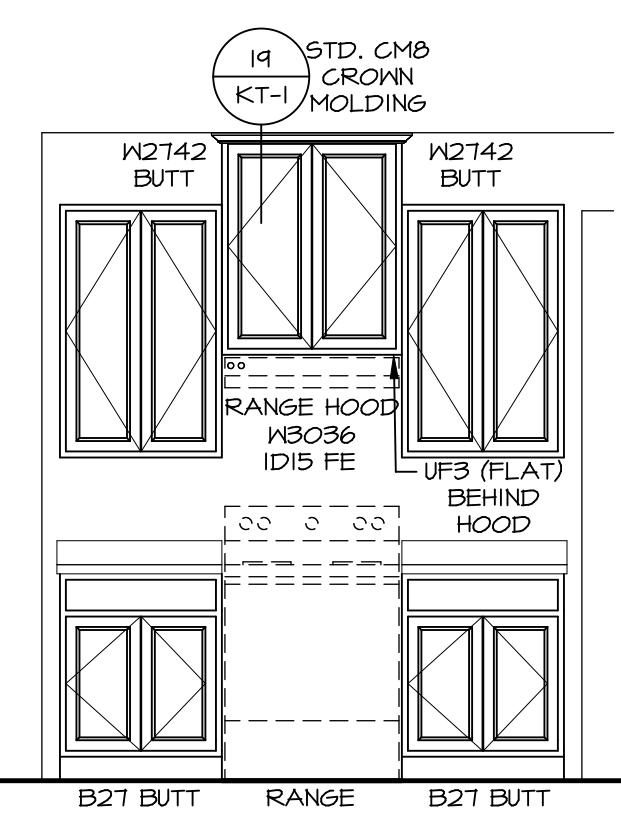 19
KT-1
STD. CM8
CROWN
MOLDING
W2742
BUTT
W2742
BUTT
RANGE HOOD
W3036
1D15 FE
UF3 (FLAT)
BEHIND
HOOD
B27 BUTT
RANGE
B27 BUTT